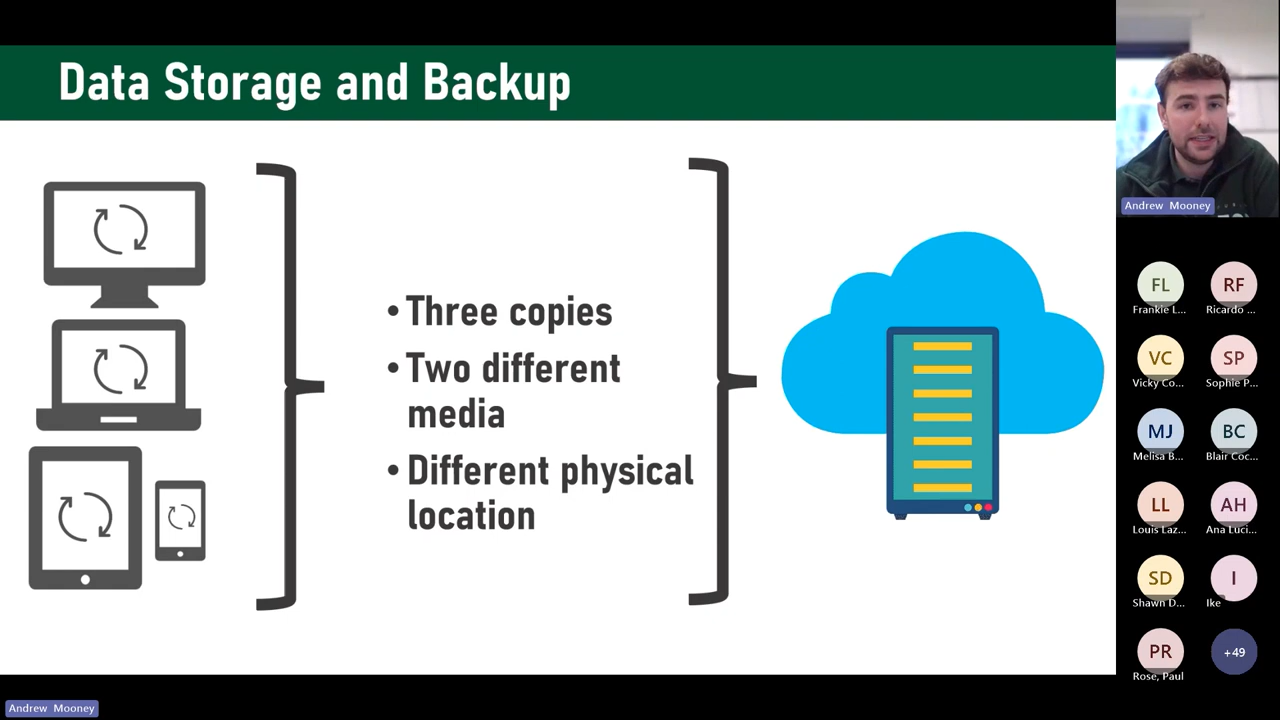 Data Storage and Backup
• Three copies
• Two different
media
• Different physical
location
Andrew Mooney
FL
Frankie L...
RF
Ricardo ...
VC
Vicky Co...
SP
Sophie P...
MJ
Melisa B...
BC
Blair Coc...
LL
Louis Laz...
AH
Ana Luci...
SD
Shawn D...
I
Ike
PR
Rose, Paul
+49
Andrew Mooney